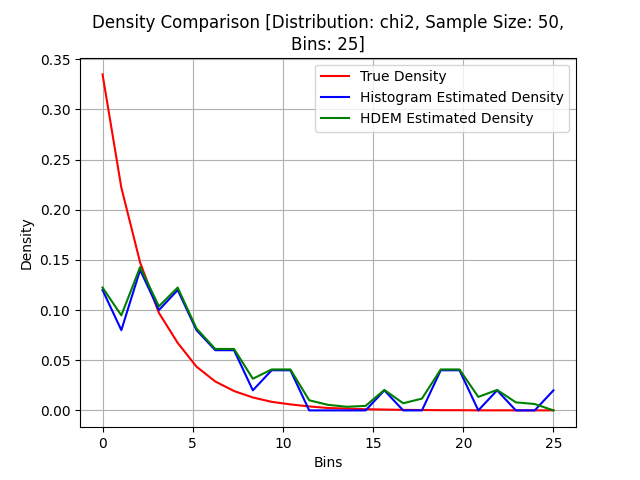 Density Comparison [Distribution: chi2, Sample Size: 50,
Bins: 25]
0.35
0.30
0.25
0.20
0.15
0.10
0.05
0.00
Density
True Density
Histogram Estimated Density
HDEM Estimated Density
0 5 10 15 20 25
Bins